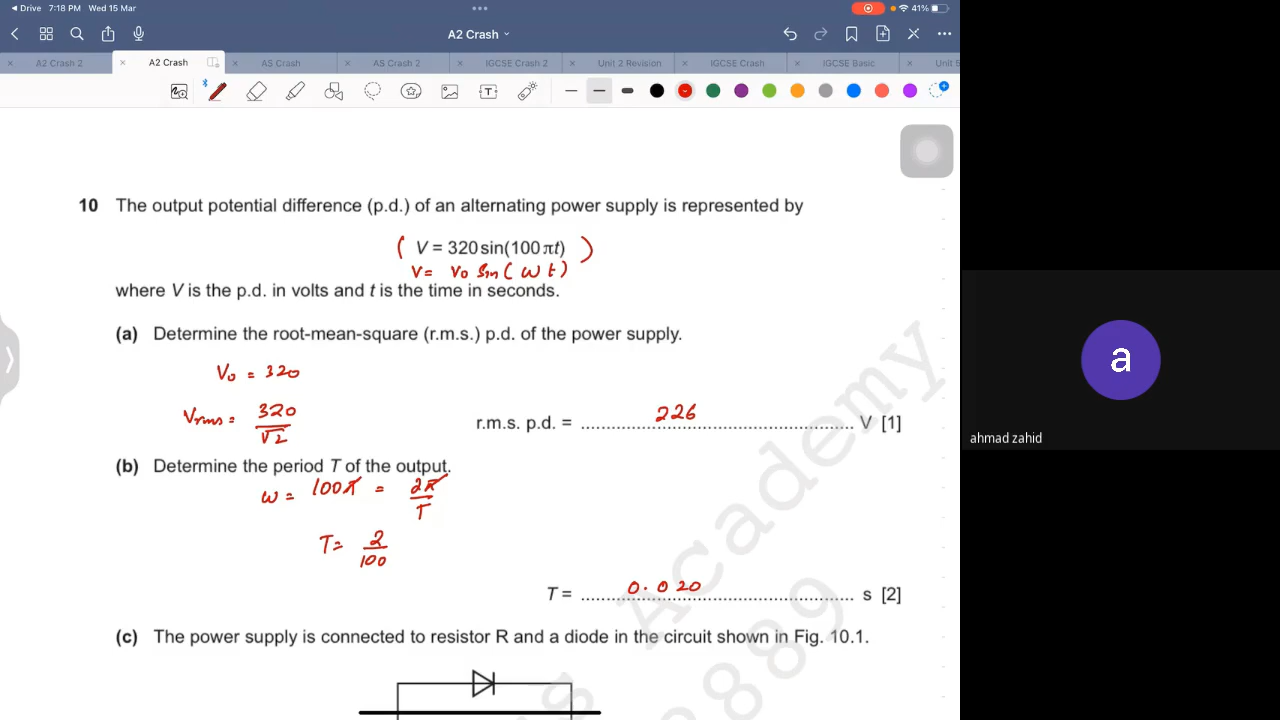 Drive 7:18 PM Wed 15 Mar 41%
A2 Crash
A2 Crash 2 A2 Crash AS Crash AS Crash 2 IGCSE Crash 2 Unit 2 Revision IGCSE Crash IGCSE Basic Unit 5
10 The output potential difference (p.d.) of an alternating power supply is represented by
( V = 320 sin(100πt) )
V= V0 Sin ( ω t )
where V is the p.d. in volts and t is the time in seconds.
(a) Determine the root-mean-square (r.m.s.) p.d. of the power supply.
V0 = 320
Vrms = 320/√2
r.m.s. p.d. = 226 V [1]
(b) Determine the period T of the output.
ω = 100π = 2π/T
T = 2/100
T = 0.020 s [2]
(c) The power supply is connected to resistor R and a diode in the circuit shown in Fig. 10.1.
Academy
889
a
ahmad zahid